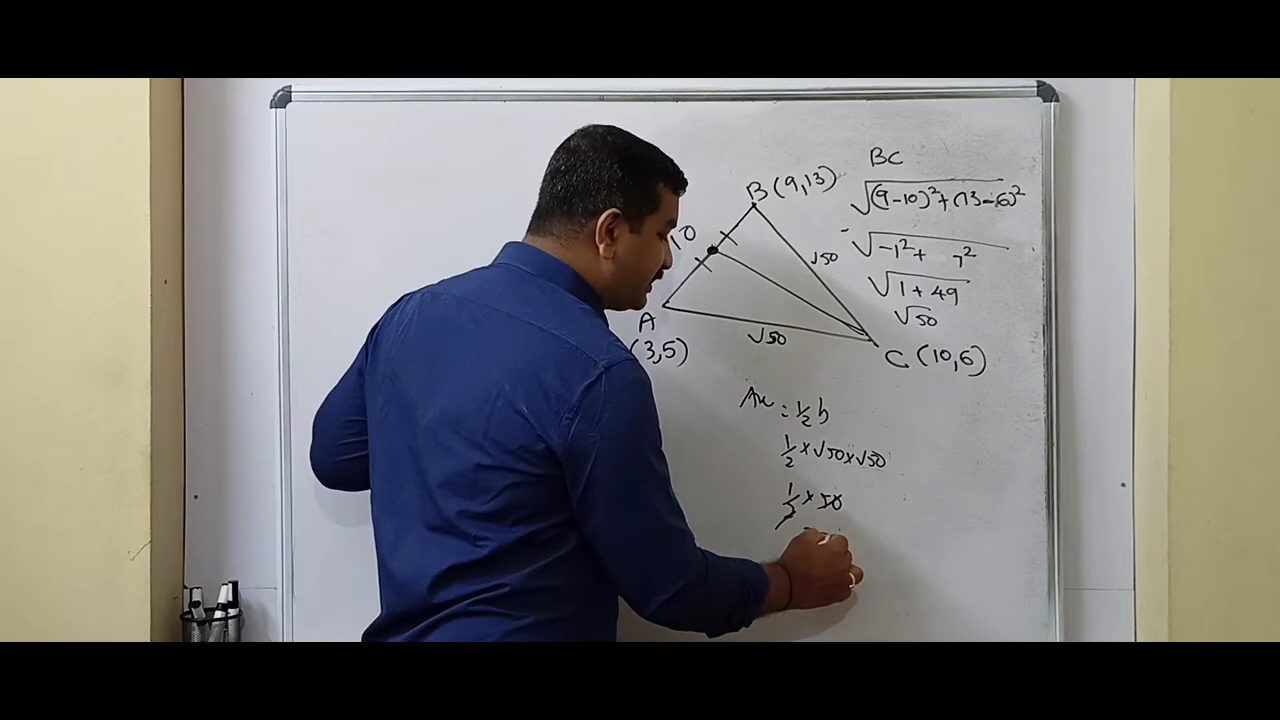 BC
B (9,13)
√(9-10)²+(13-6)²
10
√-1²+ 7²
√50
√1+49
√50
A
(3,5)
√50
C (10,6)
= ½ b
½ × √50 × √50
½ × 50